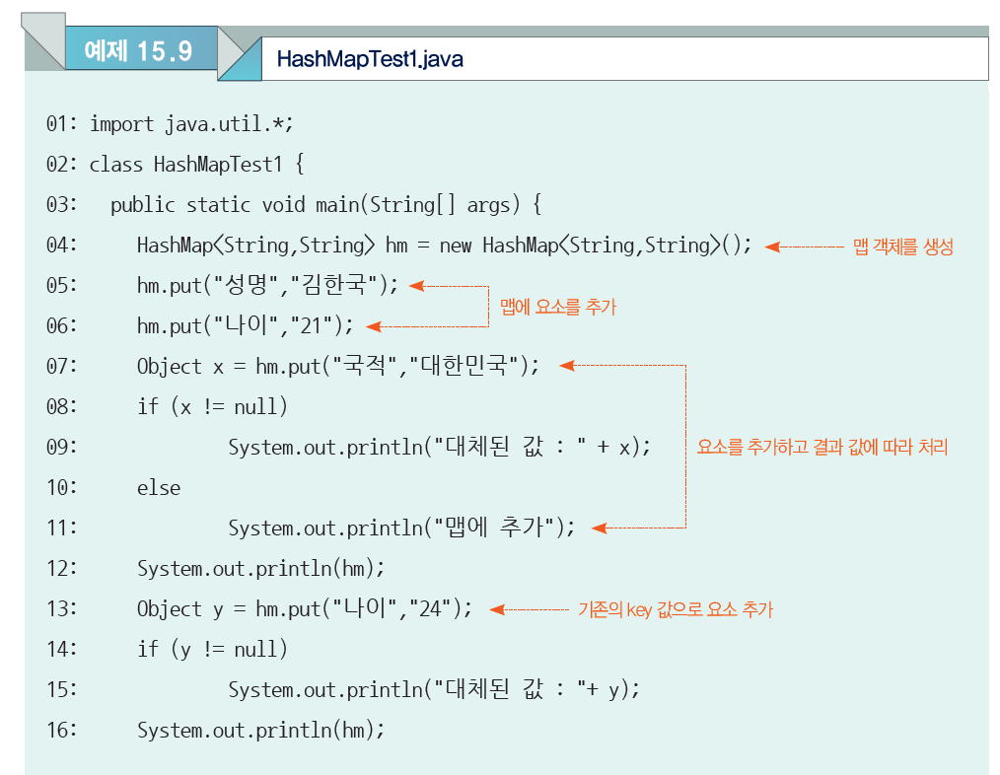 예제 15.9
HashMapTest1.java
01: import java.util.*;
02: class HashMapTest1 {
03: public static void main(String[] args) {
04: HashMap<String,String> hm = new HashMap<String,String>(); 맵 객체를 생성
05: hm.put("성명","김한국");
맵에 요소를 추가
06: hm.put("나이","21");
07: Object x = hm.put("국적","대한민국");
08: if (x != null)
09: System.out.println("대체된 값 : " + x); 요소를 추가하고 결과 값에 따라 처리
10: else
11: System.out.println("맵에 추가");
12: System.out.println(hm);
13: Object y = hm.put("나이","24"); 기존의 key 값으로 요소 추가
14: if (y != null)
15: System.out.println("대체된 값 : "+ y);
16: System.out.println(hm);